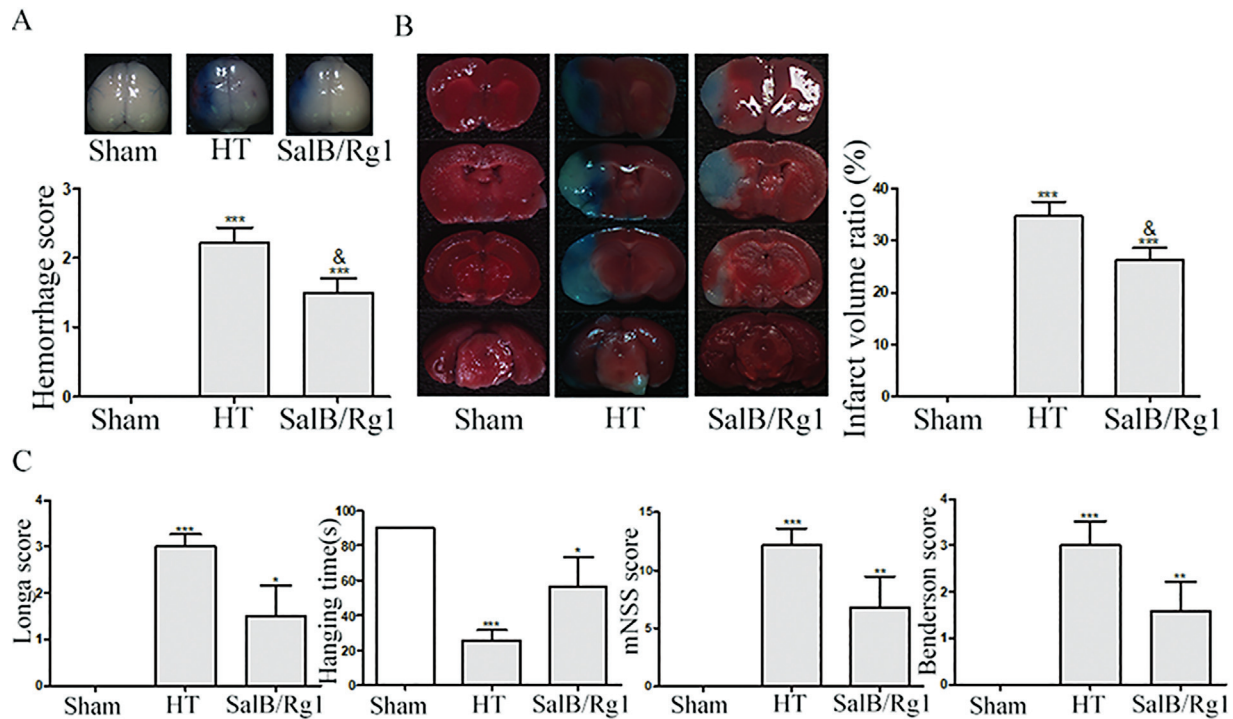 A
B
Sham HT SalB/Rg1
Hemorrhage score
3
2
1
0
***
&
***
Sham HT SalB/Rg1
Sham HT SalB/Rg1
Infarct volume ratio (%)
40
30
20
10
0
***
&
***
Sham HT SalB/Rg1
C
Longa score
4
3
2
1
0
***
*
Sham HT SalB/Rg1
Hanging time(s)
100
80
60
40
20
0
***
*
Sham HT SalB/Rg1
mNSS score
15
10
5
0
***
**
Sham HT SalB/Rg1
Benderson score
4
3
2
1
0
***
**
Sham HT SalB/Rg1